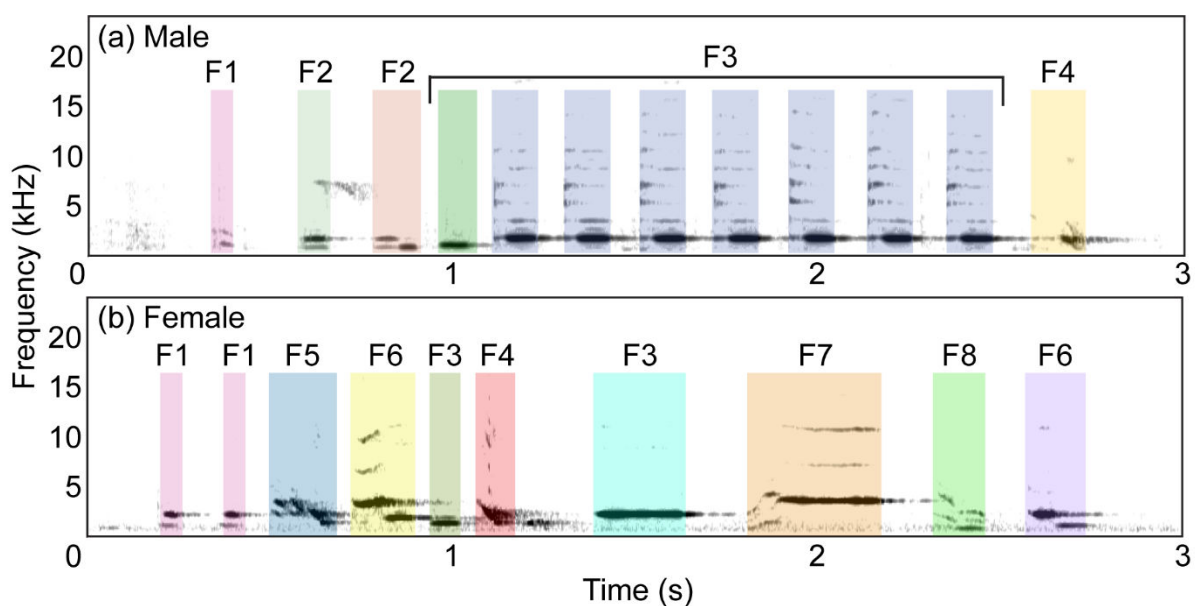 (a) Male
F1 F2 F2 F3 F4
20
15
10
5
0 1 2 3
(b) Female
F1 F1 F5 F6 F3 F4 F3 F7 F8 F6
20
15
10
5
0 1 2 3
Frequency (kHz)
Time (s)